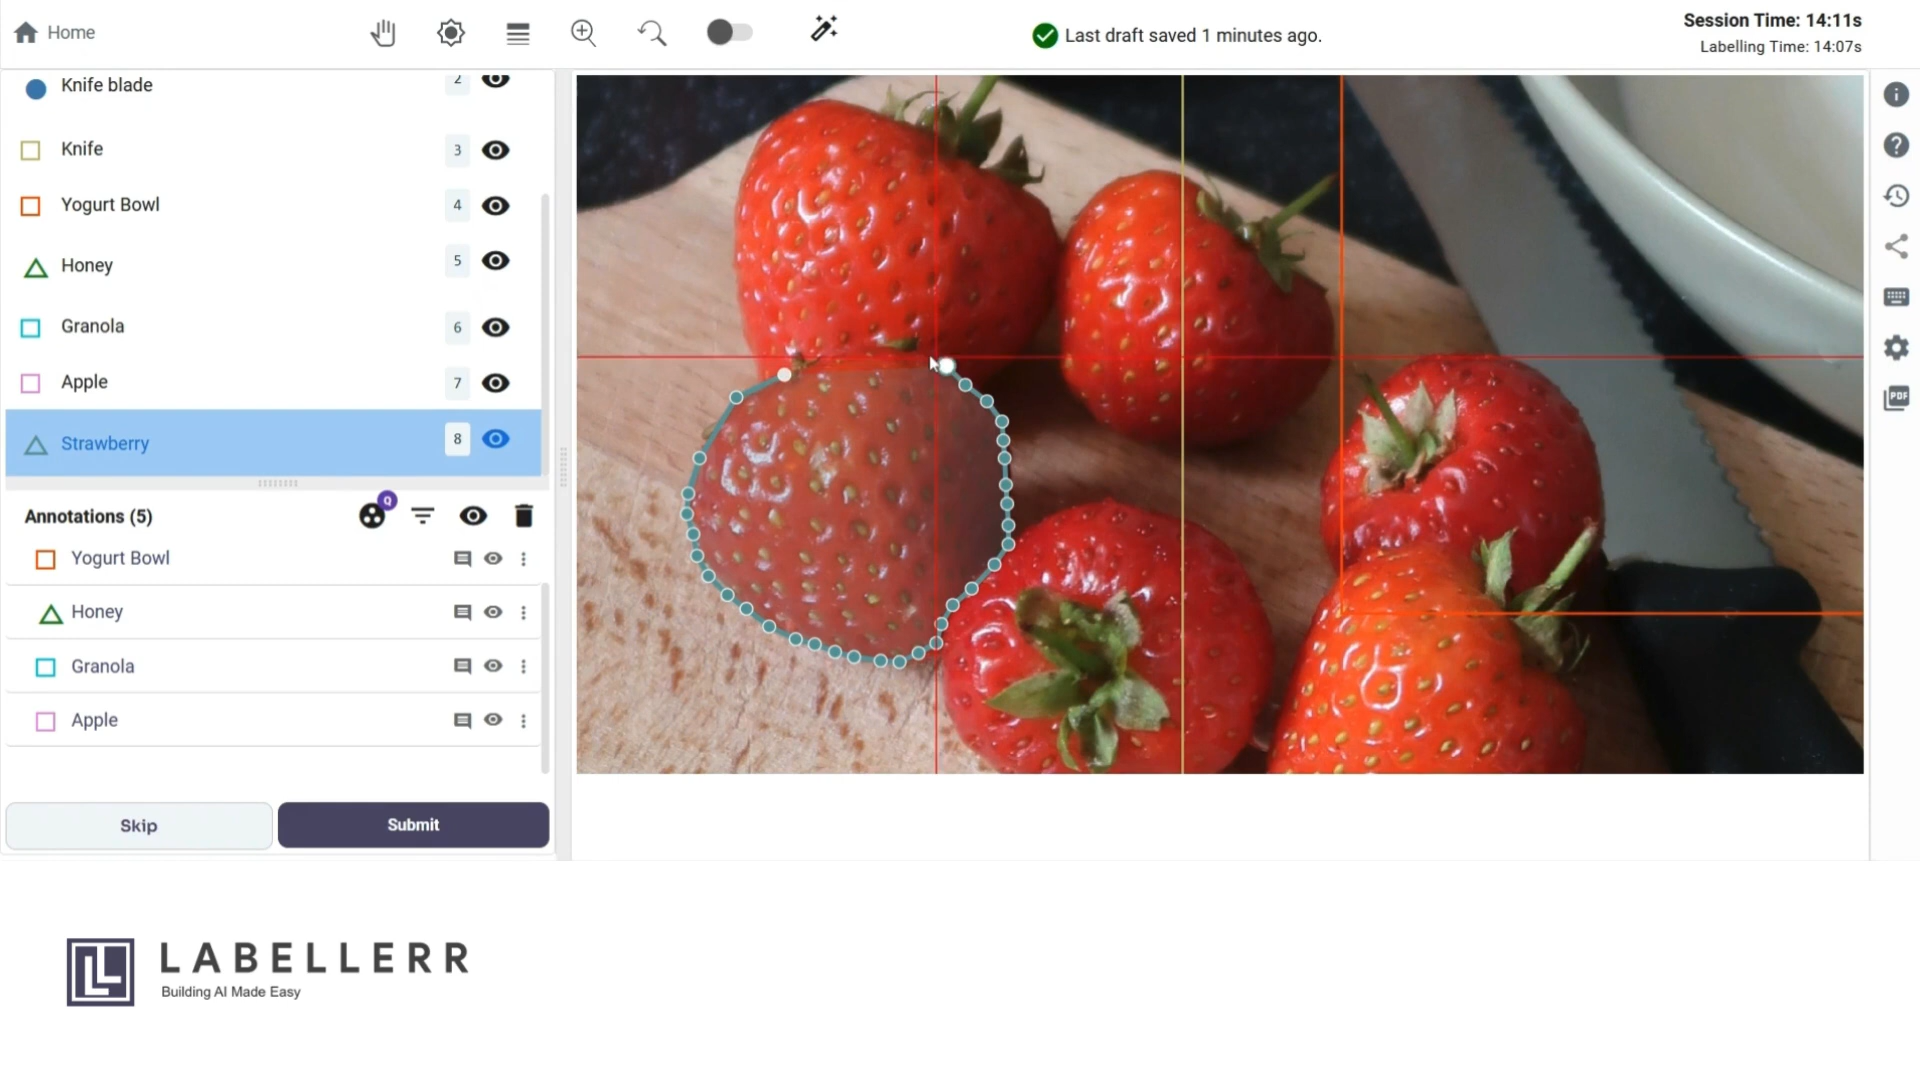 Home
Last draft saved 1 minutes ago.
Session Time: 14:11s
Labelling Time: 14:07s
Knife blade 2
Knife 3
Yogurt Bowl 4
Honey 5
Granola 6
Apple 7
Strawberry 8
Q
Annotations (5)
Yogurt Bowl
Honey
Granola
Apple
Skip
Submit
PDF
LABELLERR
Building AI Made Easy